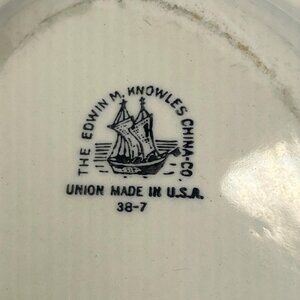 THE EDWIN M. KNOWLES CHINA-CO.
UNION MADE IN U.S.A.
38-7